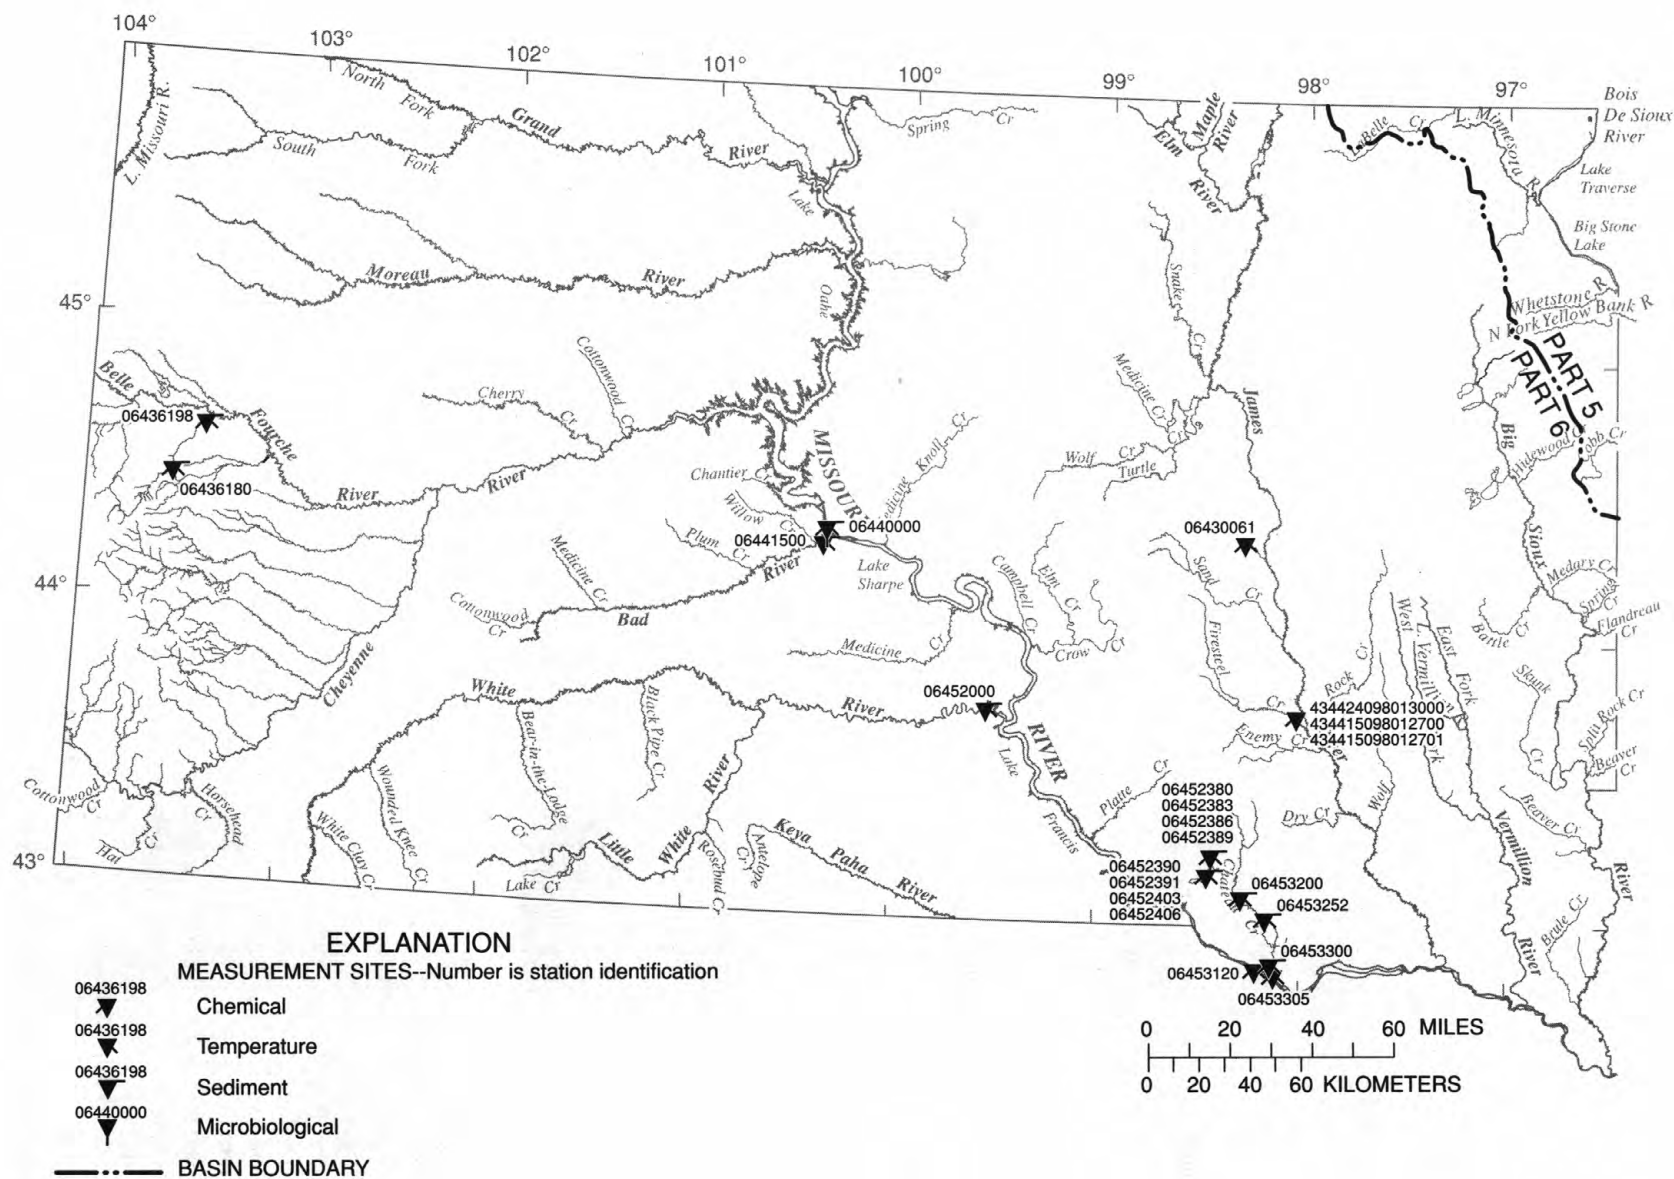 104°
103°
102°
101°
100°
99°
98°
97°
Bois
De Sioux
River
L. Missouri R.
North
Fork
Grand
River
South
Fork
Spring Cr
Elm
Maple
River
River
Belle Cr
L. Minnesota R
Lake
Traverse
Big Stone
Lake
Lake
Oahe
Moreau River
45°
Snake
Cr
Whetstone R
N Fork Yellow Bank R
PART 5
PART 6
Belle
Fourche
River
06436198
06436180
Cherry
Cr
Cottonwood
Cr
River
Medicine
Cr
James
Wolf Cr
Turtle
Cr
Big
Sioux
Hidewood C
obb Cr
Chantier Cr
Willow
Cr
Plum
Cr
MISSOUR
edicine
Knoll
Cr
06440000
06441500
River
Lake
Sharpe
06430061
44°
Medicine
Cr
Cottonwood
Cr
Bad
Campbell
Cr
Elm
Cr
Crow
Cr
Sand
Cr
Firesteel
Cr
Medary Cr
Spring
Cr
Flandreau
Cr
Battle
Cr
Medicine
Cr
Cheyenne
White
River
06452000
Black Pipe Cr
Bear-in-the-Lodge
Cr
Rock
Cr
West
L. Vermill
n
East
Fork
R
rk
Skunk
Cr
Split Rock Cr
Beaver
Cr
434424098013000
434415098012700
434415098012701
Enemy Cr
er
RIVER
Lake
Francis
Platte
Cr
Cottonwood
Cr
Hat
Cr
Horsehead
Cr
Wounded Knee
Cr
White Clay Cr
River
Little
White
Lake Cr
Rosebud
Cr
Antelope
Cr
Keya
Paha
River
43°
06452380
06452383
06452386
06452389
06452390
06452391
06452403
06452406
Dry Cr
Wolf
Vermillion
River
Beaver
Cr
Brule Cr
River
Cr
06453200
06453252
06453300
06453120
06453305
EXPLANATION
MEASUREMENT SITES--Number is station identification
06436198
Chemical
06436198
Temperature
06436198
Sediment
06440000
Microbiological
BASIN BOUNDARY
0 20 40 60 MILES
0 20 40 60 KILOMETERS